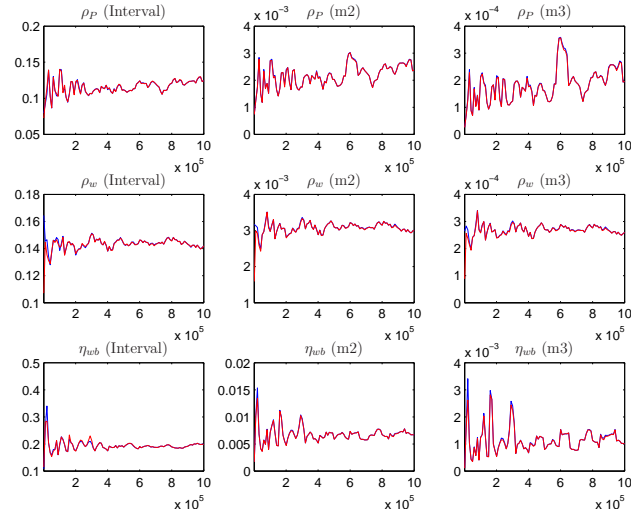 ρ_P (Interval)
0.2
0.15
0.1
0.05
2 4 6 8 10
x 10^5
ρ_P (m2)
x 10^-3
4
3
2
1
0
2 4 6 8 10
x 10^5
ρ_P (m3)
x 10^-4
4
3
2
1
0
2 4 6 8 10
x 10^5
ρ_w (Interval)
0.18
0.16
0.14
0.12
0.1
2 4 6 8 10
x 10^5
ρ_w (m2)
x 10^-3
4
3
2
1
2 4 6 8 10
x 10^5
ρ_w (m3)
x 10^-4
4
3
2
1
0
2 4 6 8 10
x 10^5
η_wb (Interval)
0.5
0.4
0.3
0.2
0.1
2 4 6 8 10
x 10^5
η_wb (m2)
0.02
0.015
0.01
0.005
0
2 4 6 8 10
x 10^5
η_wb (m3)
x 10^-3
4
3
2
1
0
2 4 6 8 10
x 10^5